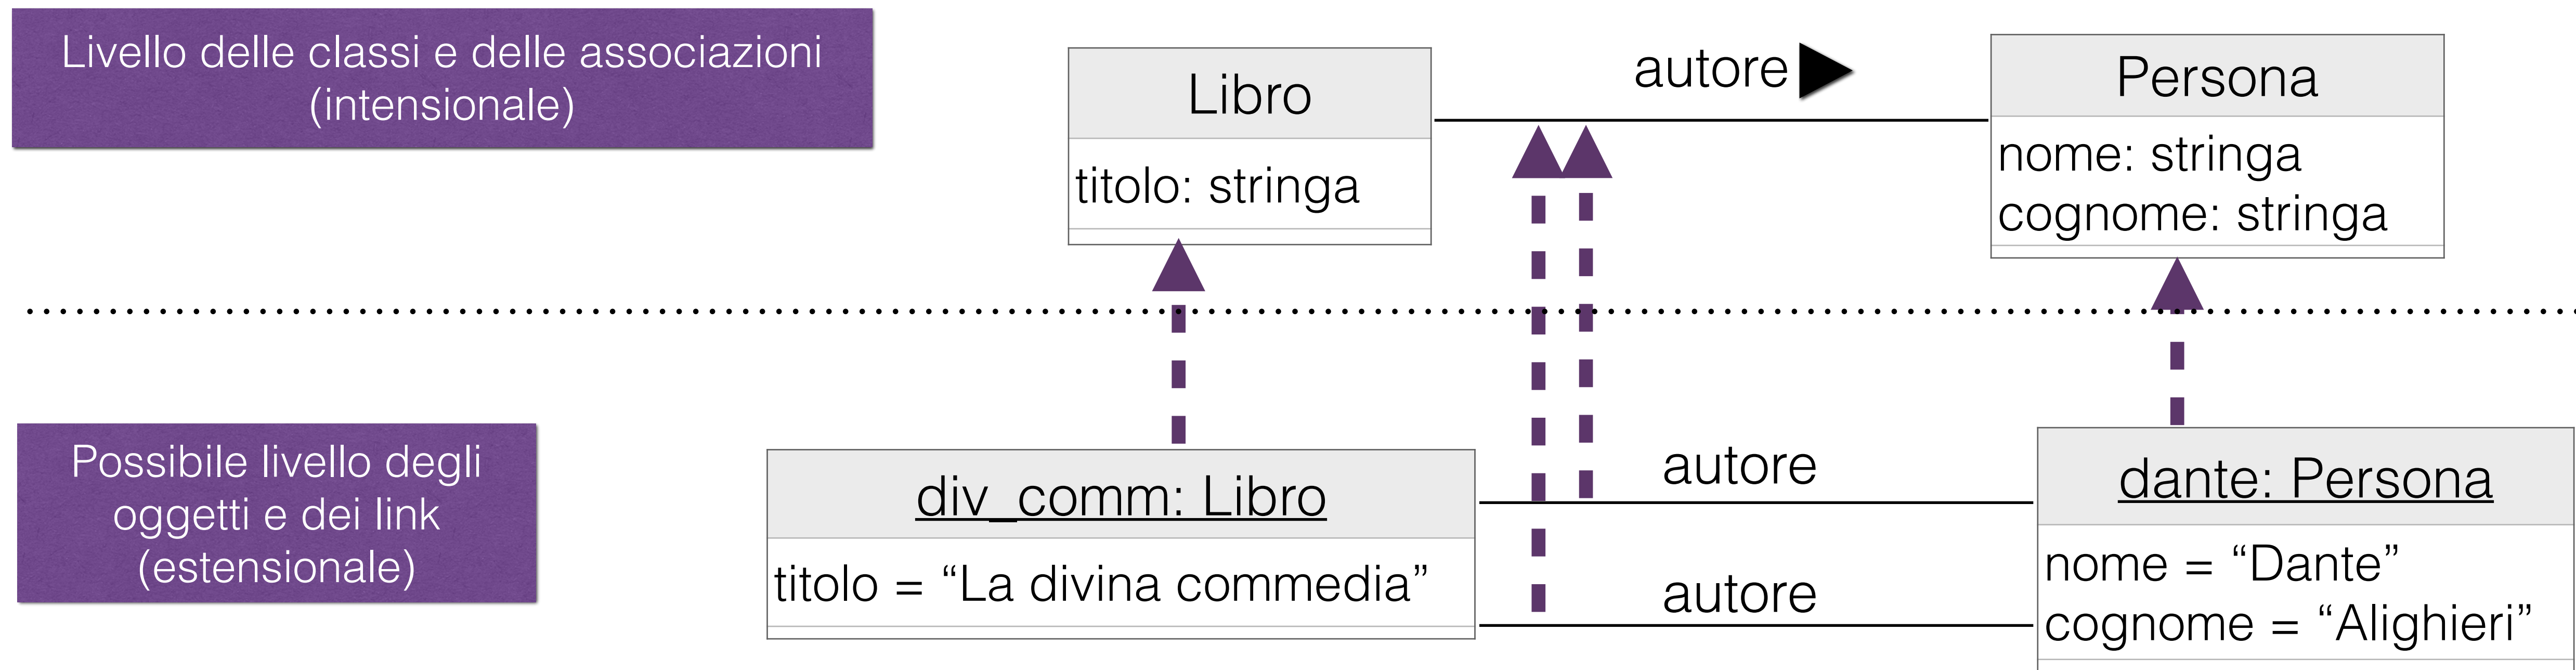 Livello delle classi e delle associazioni
(intensionale)
Libro
titolo: stringa
autore
Persona
nome: stringa
cognome: stringa
Possibile livello degli
oggetti e dei link
(estensionale)
div_comm: Libro
titolo = “La divina commedia”
autore
autore
dante: Persona
nome = “Dante”
cognome = “Alighieri”